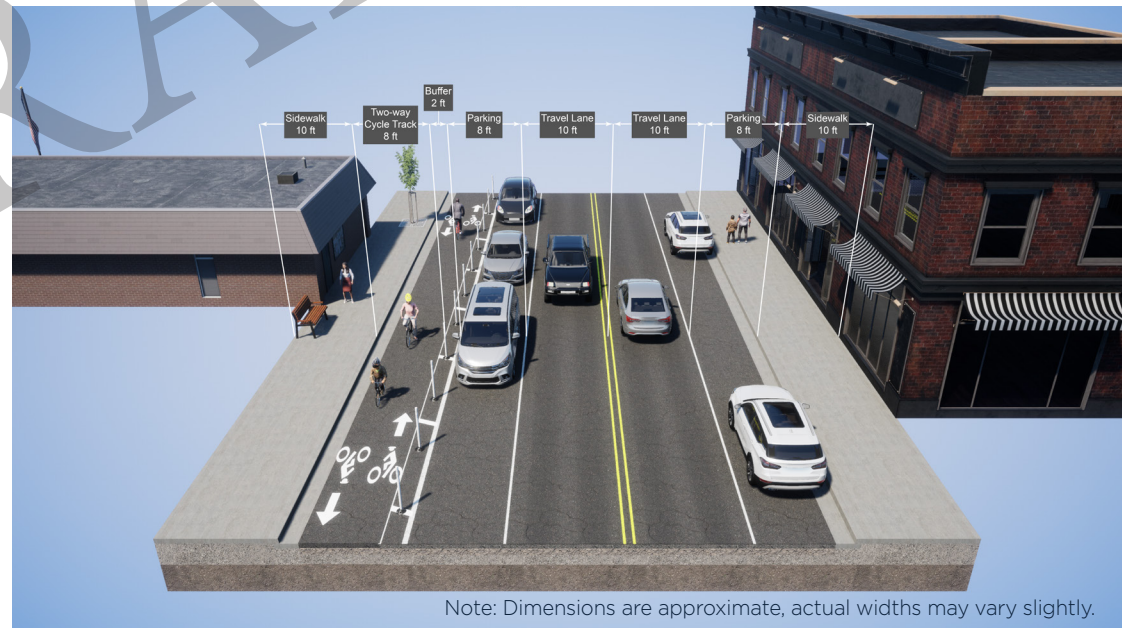 Buffer
2 ft
Sidewalk
10 ft
Two-way
Cycle Track
8 ft
Parking
8 ft
Travel Lane
10 ft
Travel Lane
10 ft
Parking
8 ft
Sidewalk
10 ft
Note: Dimensions are approximate, actual widths may vary slightly.